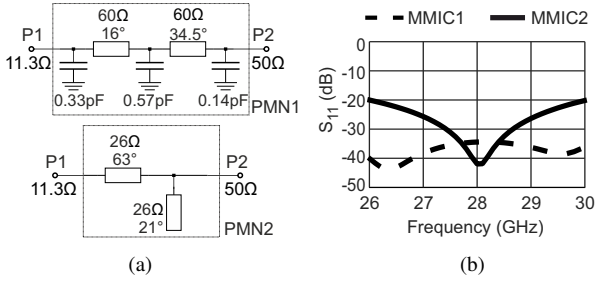 60Ω 60Ω
P1 16° 34.5° P2
11.3Ω 50Ω
0.33pF 0.57pF 0.14pF PMN1
26Ω
P1 63° P2
11.3Ω 50Ω
26Ω
21° PMN2
(a)
MMIC1 MMIC2
S11 (dB)
0
-10
-20
-30
-40
-50
26 27 28 29 30
Frequency (GHz)
(b)